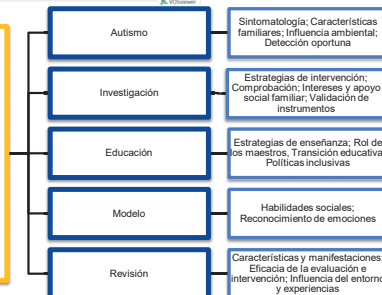 VOSviewer
Autismo
Sintomatología; Características
familiares; Influencia ambiental;
Detección oportuna
Investigación
Estrategias de intervención;
Comprobación; Intereses y apoyo
social familiar; Validación de
instrumentos
Educación
Estrategias de enseñanza; Rol de
los maestros, Transición educativa
Políticas inclusivas
Modelo
Habilidades sociales;
Reconocimiento de emociones
Revisión
Características y manifestaciones
Eficacia de la evaluación e
intervención; Influencia del entorno
y experiencias